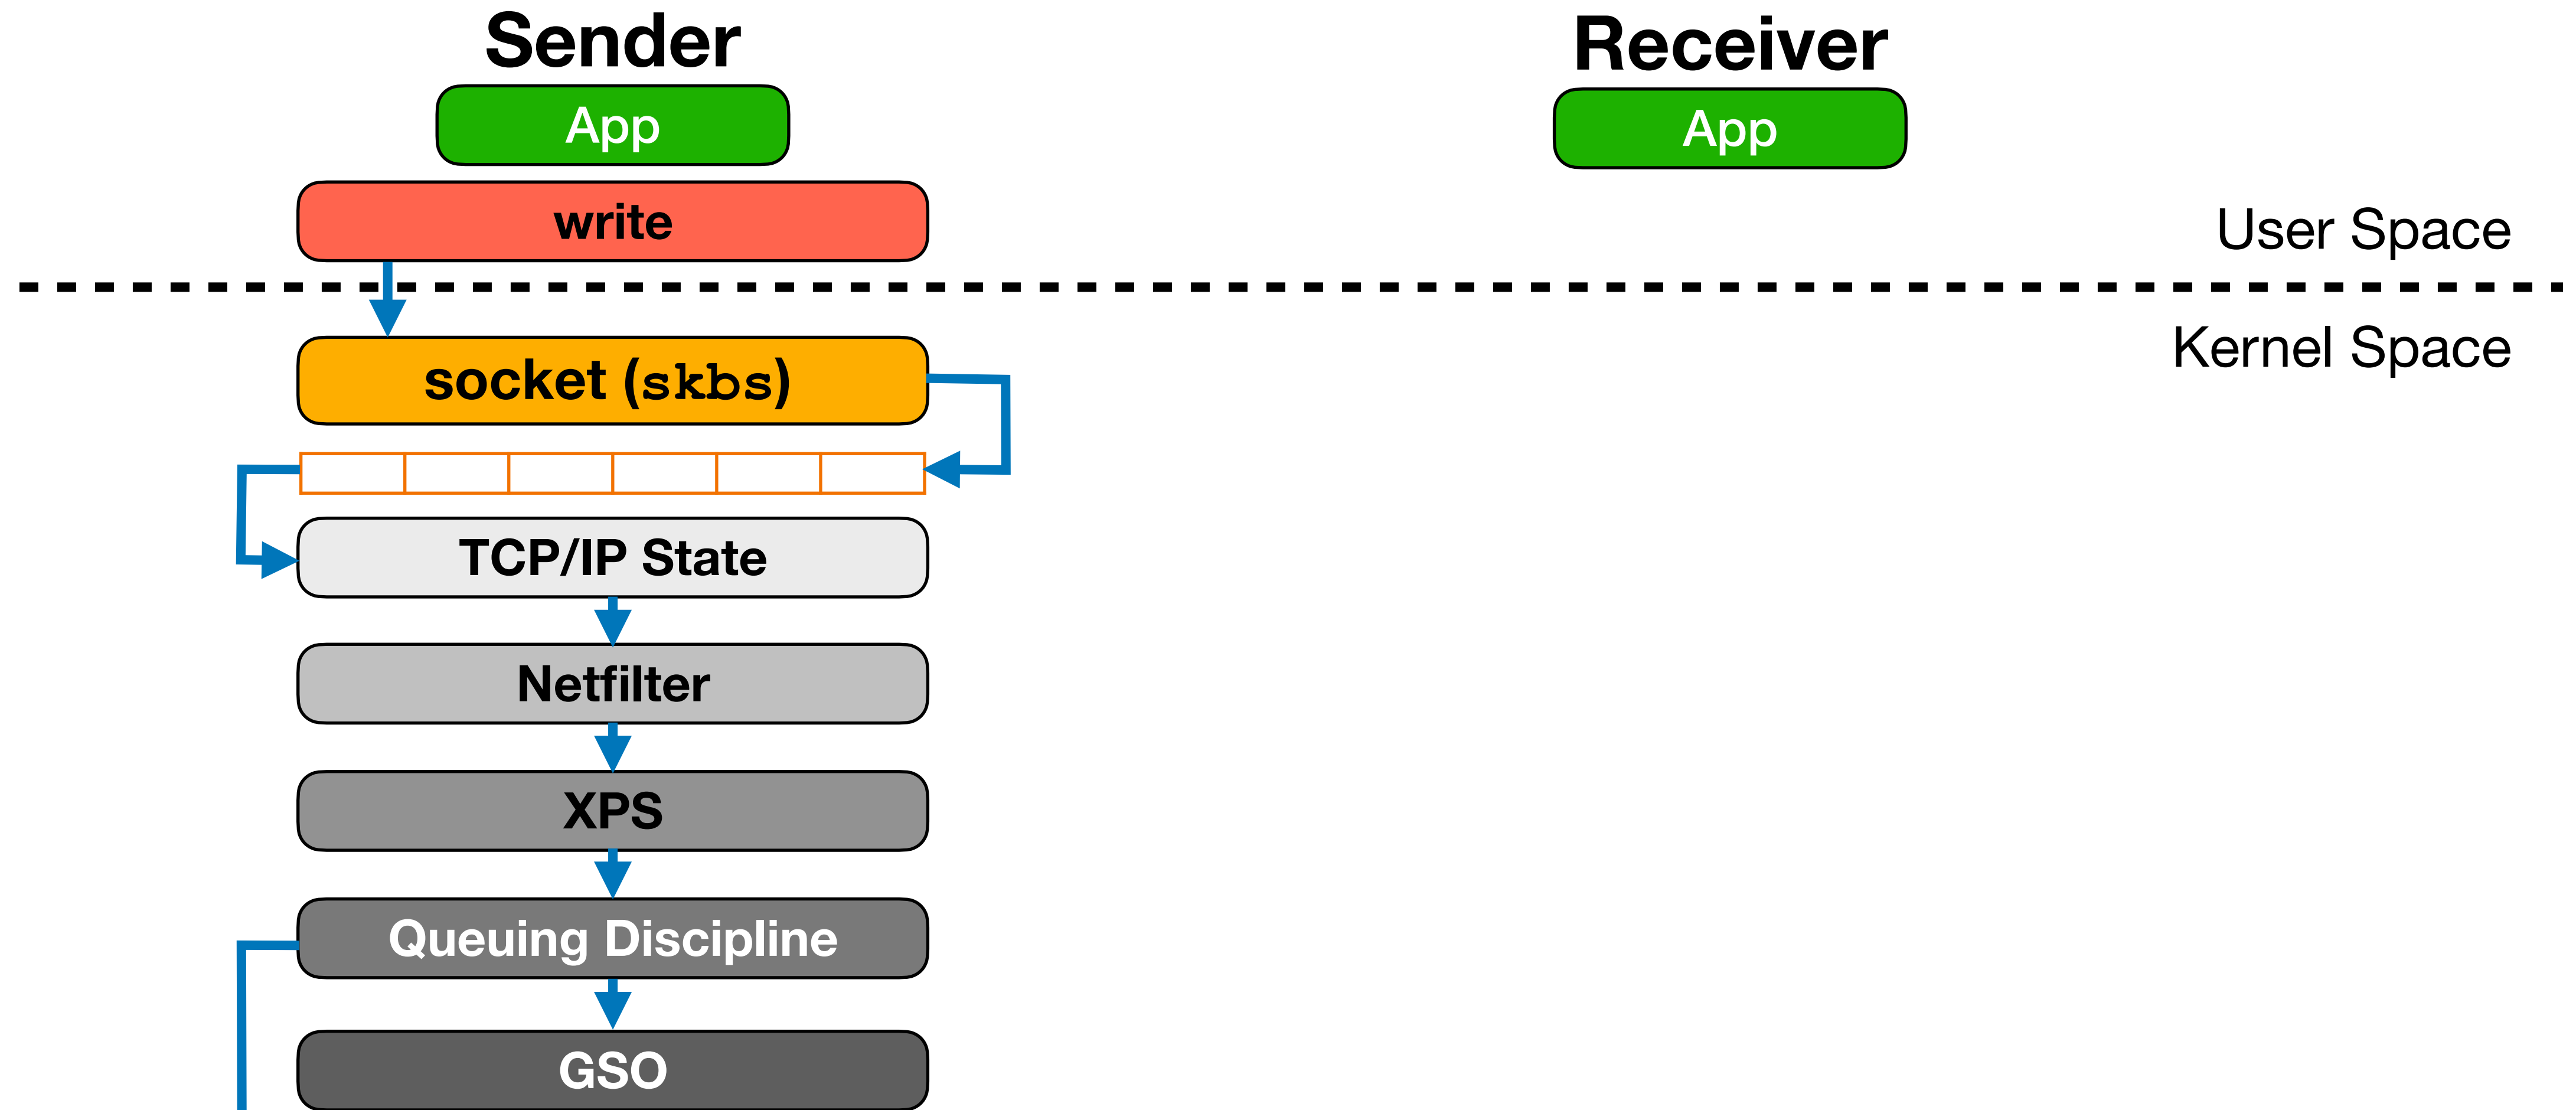 Sender
Receiver
App
App
write
User Space
Kernel Space
socket (skbs)
TCP/IP State
Netfilter
XPS
Queuing Discipline
GSO